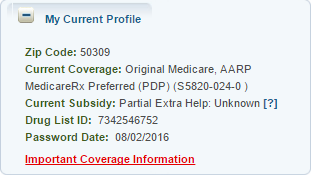 My Current Profile
Zip Code: 50309
Current Coverage: Original Medicare, AARP
MedicareRx Preferred (PDP) (S5820-024-0 )
Current Subsidy: Partial Extra Help: Unknown [?]
Drug List ID: 7342546752
Password Date: 08/02/2016
Important Coverage Information